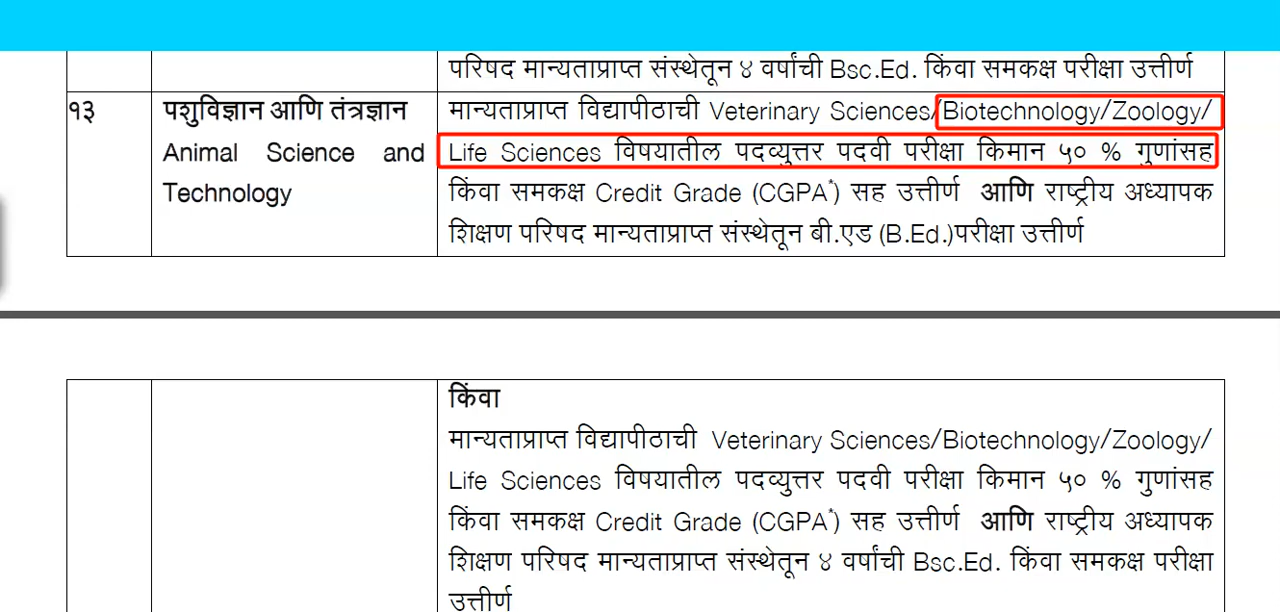 परिषद मान्यताप्राप्त संस्थेतून ४ वर्षांची Bsc.Ed. किंवा समकक्ष परीक्षा उत्तीर्ण
१३
पशुविज्ञान आणि तंत्रज्ञान
Animal Science and
Technology
मान्यताप्राप्त विद्यापीठाची Veterinary Sciences/Biotechnology/Zoology/
Life Sciences विषयातील पदव्युत्तर पदवी परीक्षा किमान ५० % गुणांसह
किंवा समकक्ष Credit Grade (CGPA*) सह उत्तीर्ण आणि राष्ट्रीय अध्यापक
शिक्षण परिषद मान्यताप्राप्त संस्थेतून बी.एड (B.Ed.)परीक्षा उत्तीर्ण
किंवा
मान्यताप्राप्त विद्यापीठाची Veterinary Sciences/Biotechnology/Zoology/
Life Sciences विषयातील पदव्युत्तर पदवी परीक्षा किमान ५० % गुणांसह
किंवा समकक्ष Credit Grade (CGPA*) सह उत्तीर्ण आणि राष्ट्रीय अध्यापक
शिक्षण परिषद मान्यताप्राप्त संस्थेतून ४ वर्षांची Bsc.Ed. किंवा समकक्ष परीक्षा
उत्तीर्ण